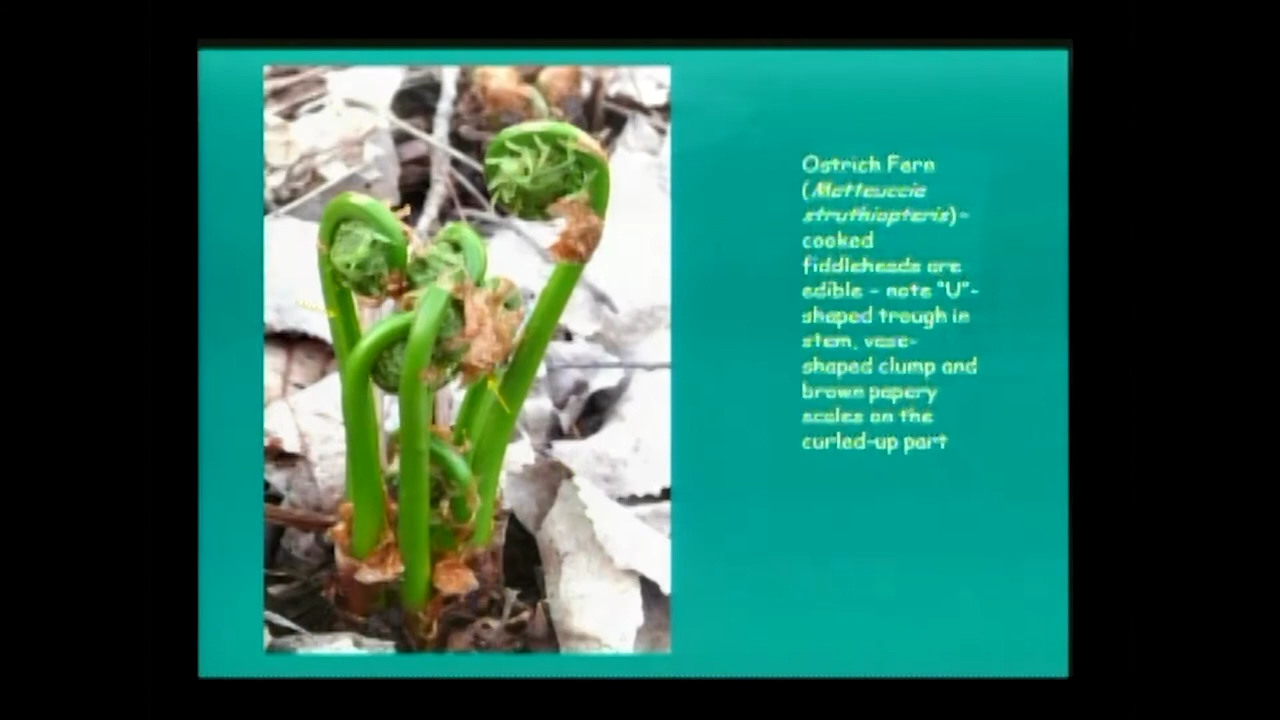 Ostrich Fern
(Matteuccia
struthiopteris)-
cooked
fiddleheads are
edible - note "U"-
shaped trough in
stem, vase-
shaped clump and
brown papery
scales on the
curled-up part